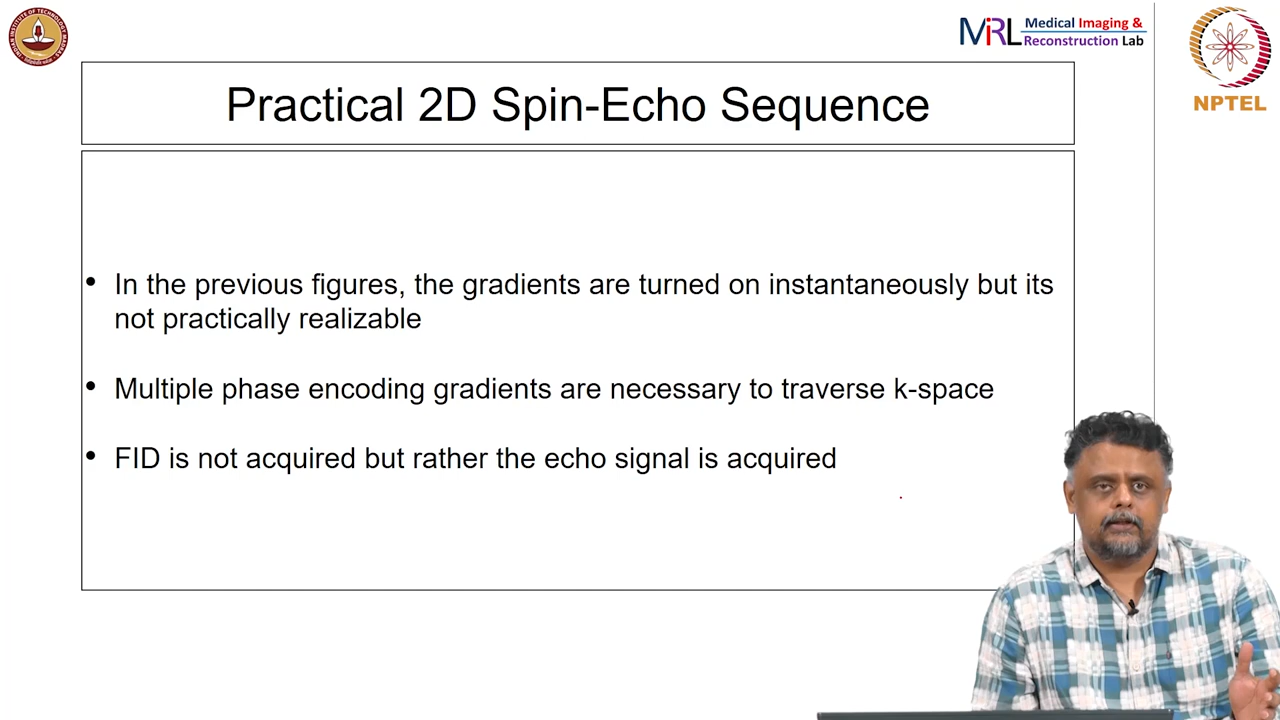 Medical Imaging &
MiRL
Reconstruction Lab
NPTEL
Practical 2D Spin-Echo Sequence
• In the previous figures, the gradients are turned on instantaneously but its
not practically realizable
• Multiple phase encoding gradients are necessary to traverse k-space
• FID is not acquired but rather the echo signal is acquired